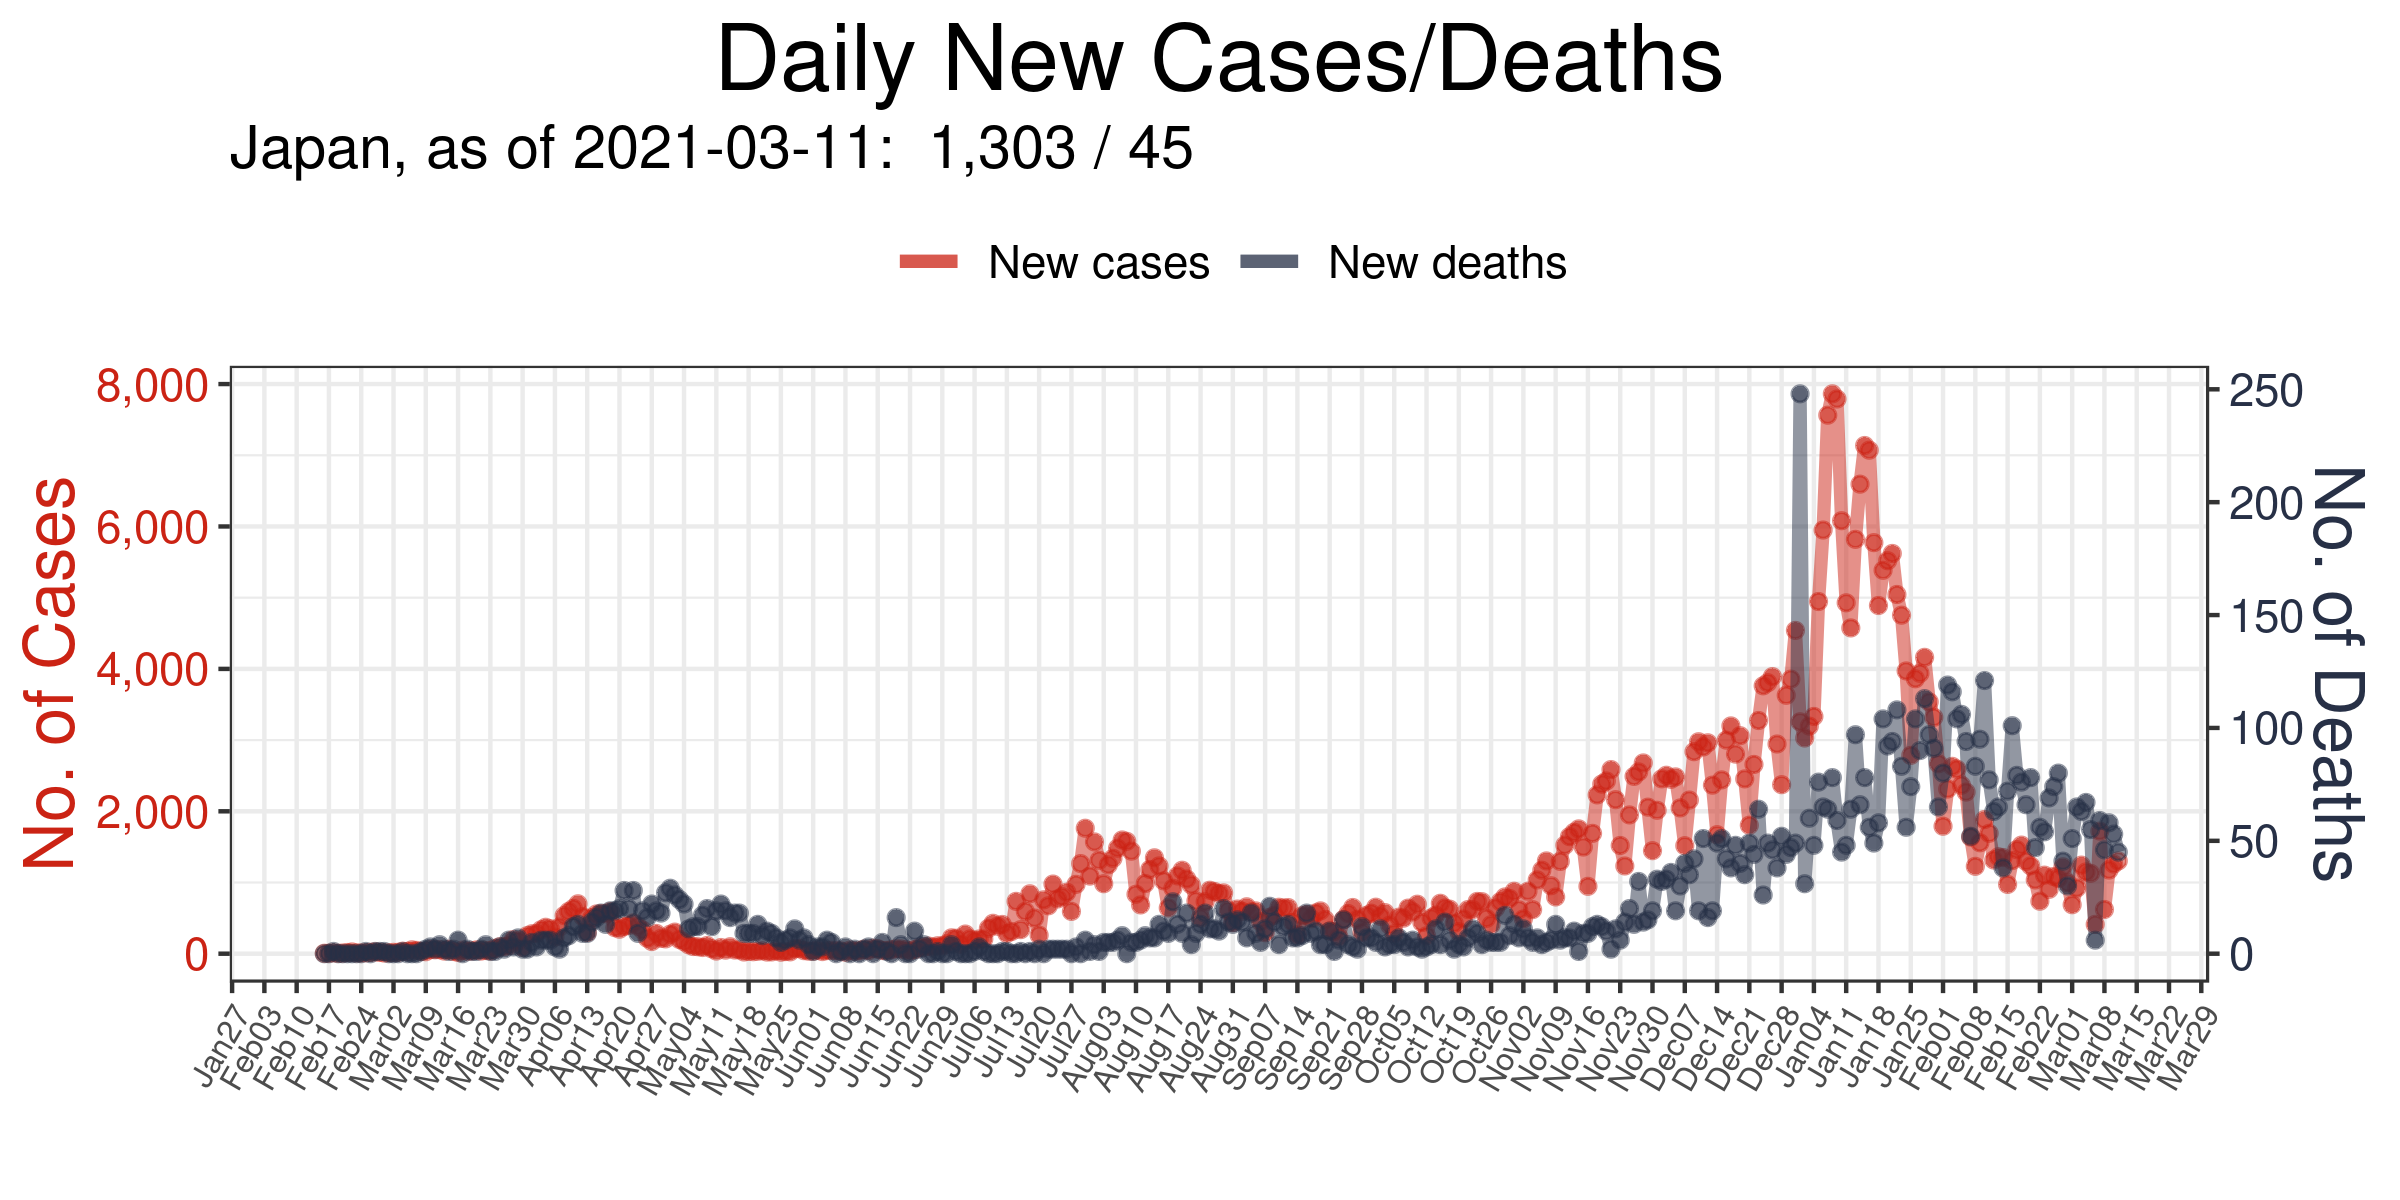 Daily New Cases/Deaths
Japan, as of 2021-03-11: 1,303 / 45
New cases
New deaths
No. of Cases
8,000
6,000
4,000
2,000
0
250
200
150
100
50
0
No. of Deaths
Jan27
Feb03
Feb10
Feb17
Feb24
Mar02
Mar09
Mar16
Mar23
Mar30
Apr06
Apr13
Apr20
Apr27
May04
May11
May18
May25
Jun01
Jun08
Jun15
Jun22
Jun29
Jul06
Jul13
Jul20
Jul27
Aug03
Aug10
Aug17
Aug24
Aug31
Sep07
Sep14
Sep21
Sep28
Oct05
Oct12
Oct19
Oct26
Nov02
Nov09
Nov16
Nov23
Nov30
Dec07
Dec14
Dec21
Dec28
Jan04
Jan11
Jan18
Jan25
Feb01
Feb08
Feb15
Feb22
Mar01
Mar08
Mar15
Mar22
Mar29